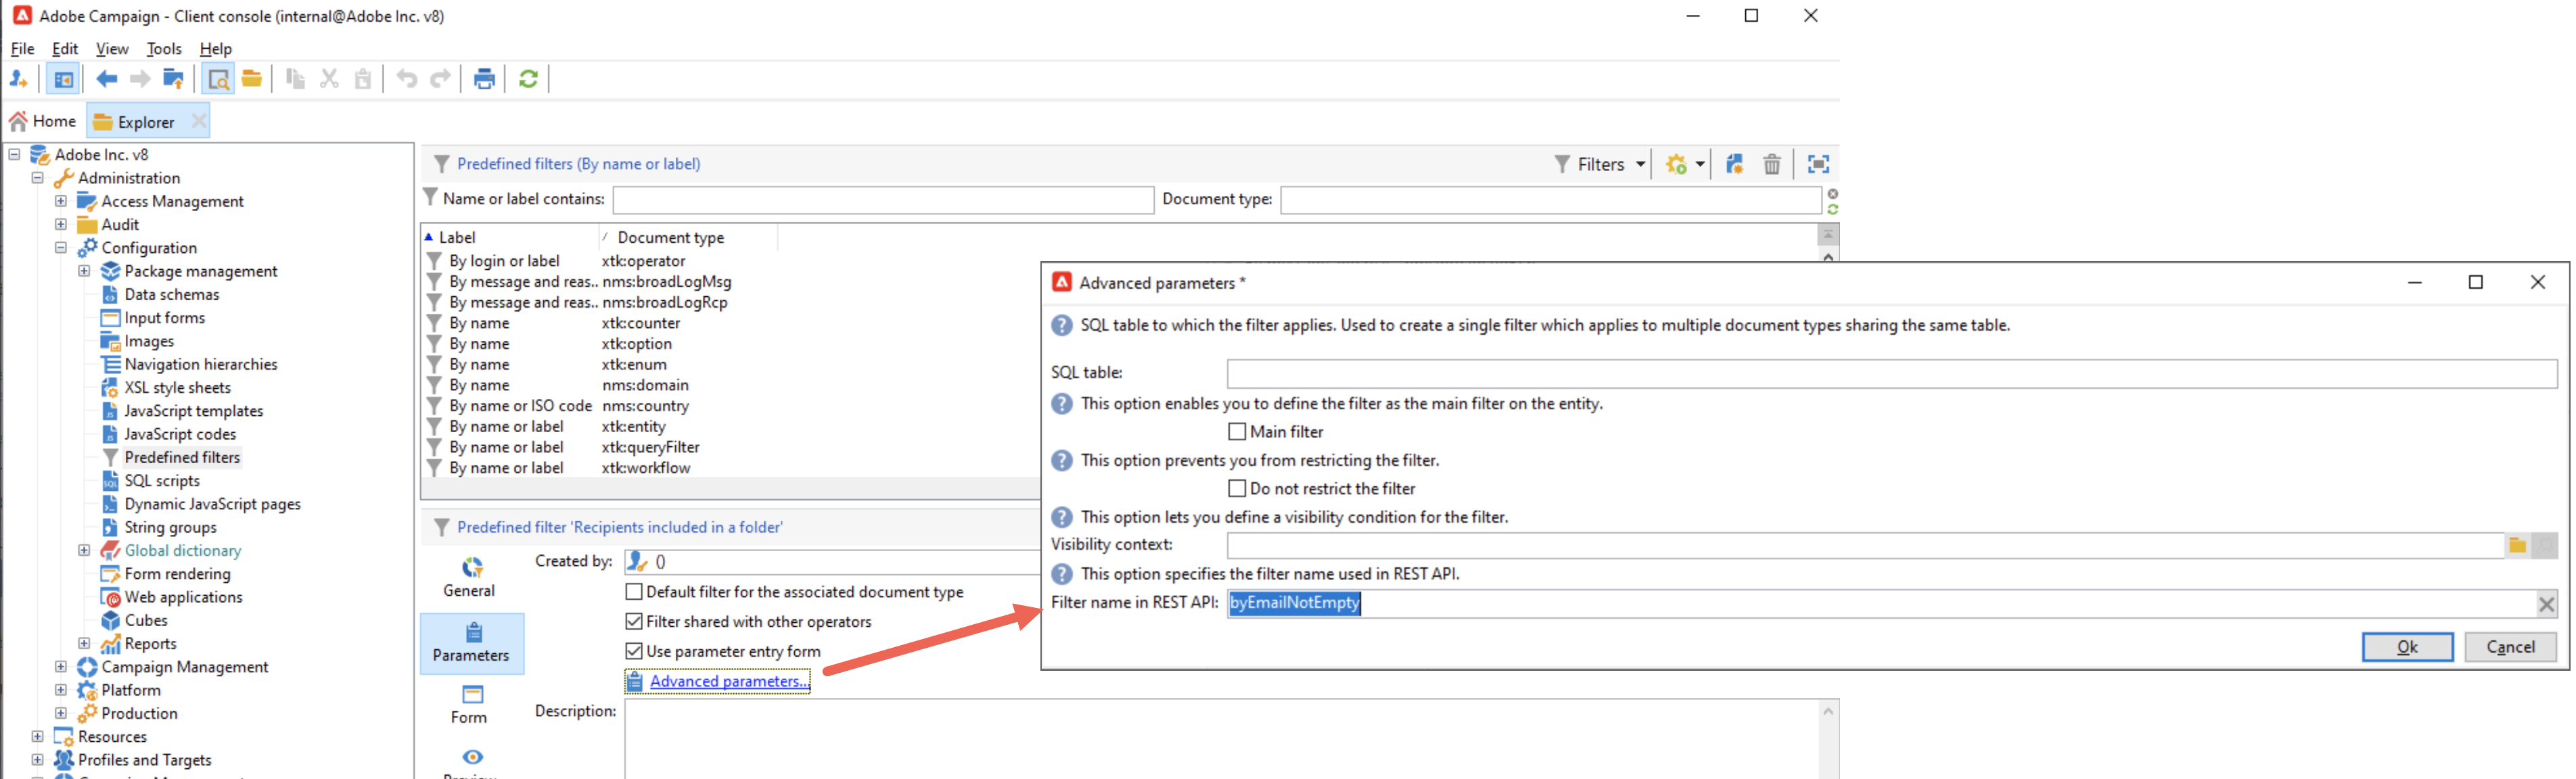 Adobe Campaign - Client console (internal@Adobe Inc. v8)
File Edit View Tools Help
Home Explorer
Adobe Inc. v8
Administration
Access Management
Audit
Configuration
Package management
Data schemas
Input forms
Images
Navigation hierarchies
XSL style sheets
JavaScript templates
JavaScript codes
Predefined filters
SQL scripts
Dynamic JavaScript pages
String groups
Global dictionary
Form rendering
Web applications
Cubes
Reports
Campaign Management
Platform
Production
Resources
Profiles and Targets
Predefined filters (By name or label)
Filters
Name or label contains: Document type:
Label Document type
By login or label xtk:operator
By message and reas.. nms:broadLogMsg
By message and reas.. nms:broadLogRcp
By name xtk:counter
By name xtk:option
By name xtk:enum
By name nms:domain
By name or ISO code nms:country
By name or label xtk:entity
By name or label xtk:queryFilter
By name or label xtk:workflow
Predefined filter 'Recipients included in a folder'
General
Parameters
Form
Preview
Created by: ()
Default filter for the associated document type
Filter shared with other operators
Use parameter entry form
Advanced parameters...
Description:
Advanced parameters *
SQL table to which the filter applies. Used to create a single filter which applies to multiple document types sharing the same table.
SQL table:
This option enables you to define the filter as the main filter on the entity.
Main filter
This option prevents you from restricting the filter.
Do not restrict the filter
This option lets you define a visibility condition for the filter.
Visibility context:
This option specifies the filter name used in REST API.
Filter name in REST API: byEmailNotEmpty
Ok Cancel